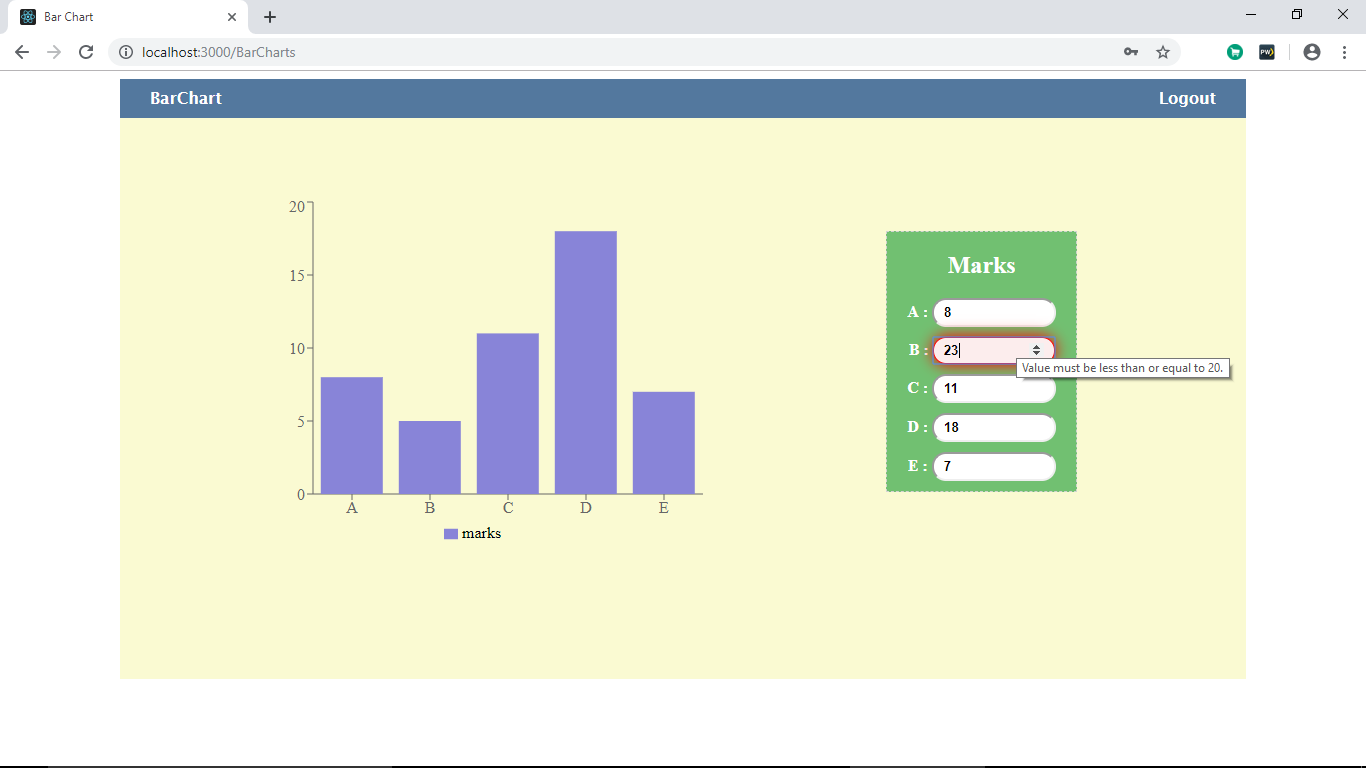 Bar Chart
localhost:3000/BarCharts
PW
BarChart Logout
20
15
10
5
0
A B C D E
marks
Marks
A : 8
B : 23
Value must be less than or equal to 20.
C : 11
D : 18
E : 7